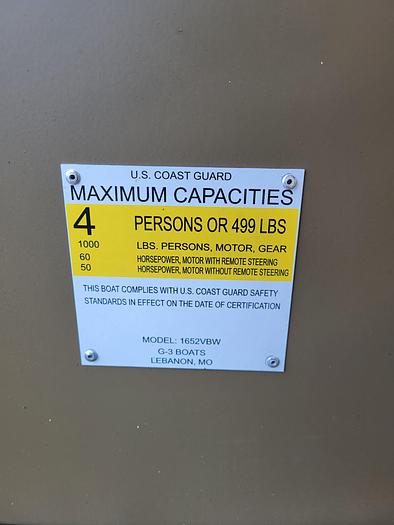 U.S. COAST GUARD
MAXIMUM CAPACITIES
4 PERSONS OR 499 LBS
1000 LBS. PERSONS, MOTOR, GEAR
60 HORSEPOWER, MOTOR WITH REMOTE STEERING
50 HORSEPOWER, MOTOR WITHOUT REMOTE STEERING
THIS BOAT COMPLIES WITH U.S. COAST GUARD SAFETY
STANDARDS IN EFFECT ON THE DATE OF CERTIFICATION
MODEL: 1652VBW
G-3 BOATS
LEBANON, MO